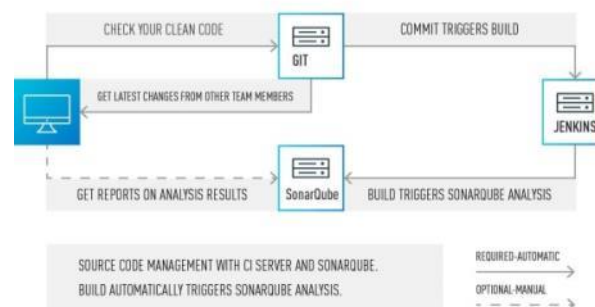 CHECK YOUR CLEAN CODE
GIT
COMMIT TRIGGERS BUILD
GET LATEST CHANGES FROM OTHER TEAM MEMBERS
JENKINS
GET REPORTS ON ANALYSIS RESULTS
SonarQube
BUILD TRIGGERS SONARQUBE ANALYSIS
SOURCE CODE MANAGEMENT WITH CI SERVER AND SONARQUBE.
BUILD AUTOMATICALLY TRIGGERS SONARQUBE ANALYSIS.
REQUIRED-AUTOMATIC
OPTIONAL-MANUAL